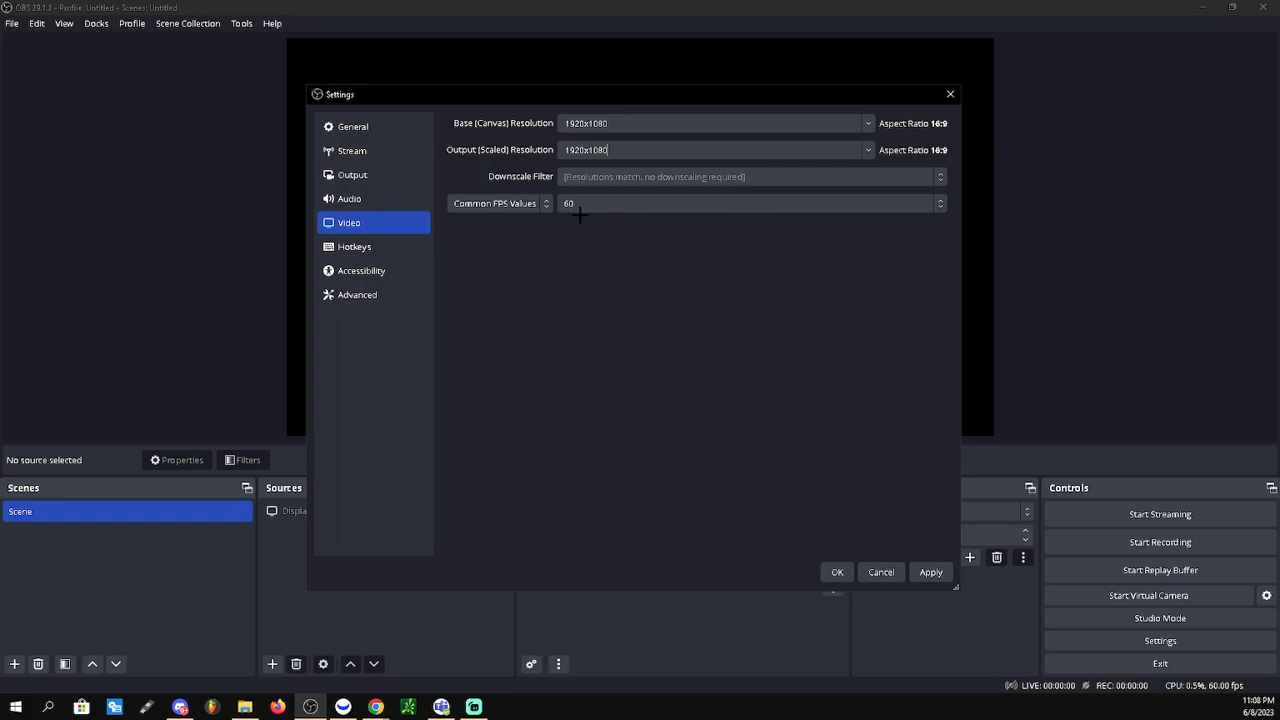 OBS 29.1.2 - Profile: Untitled - Scenes: Untitled
File Edit View Docks Profile Scene Collection Tools Help
Settings
General
Stream
Output
Audio
Video
Hotkeys
Accessibility
Advanced
Base (Canvas) Resolution 1920x1080 Aspect Ratio 16:9
Output (Scaled) Resolution 1920x1080 Aspect Ratio 16:9
Downscale Filter [Resolutions match, no downscaling required]
Common FPS Values 60
OK Cancel Apply
No source selected Properties Filters
Scenes
Scene
Sources
Displa
Controls
Start Streaming
Start Recording
Start Replay Buffer
Start Virtual Camera
Studio Mode
Settings
Exit
LIVE: 00:00:00 REC: 00:00:00 CPU: 0.5%, 60.00 fps
11:08 PM
6/8/2023